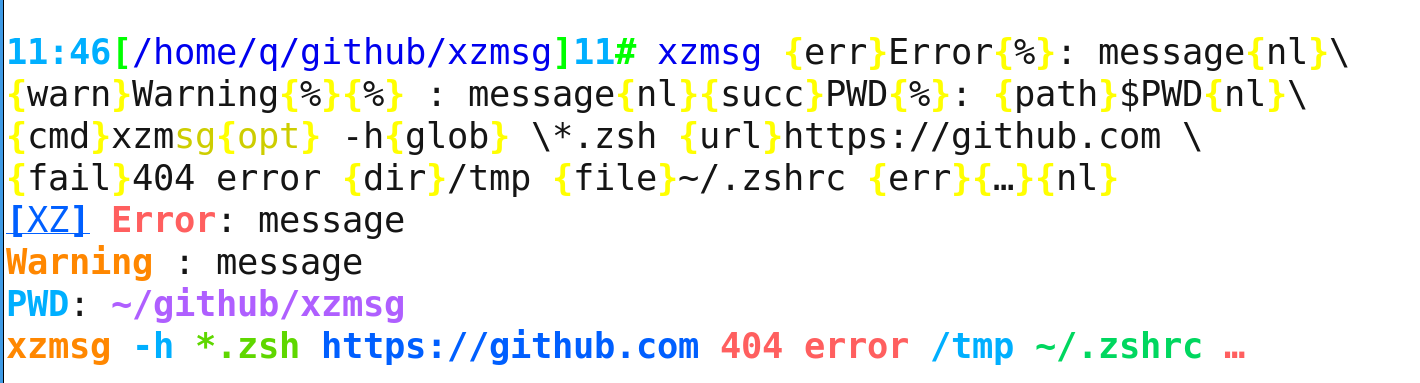 11:46[/home/q/github/xzmsg]11# xzmsg {err}Error{%}: message{nl}\
{warn}Warning{%}{%} : message{nl}{succ}PWD{%}: {path}$PWD{nl}\
{cmd}xzmsg{opt} -h{glob} \*.zsh {url}https://github.com \
{fail}404 error {dir}/tmp {file}~/.zshrc {err}{…}{nl}
[XZ] Error: message
Warning : message
PWD: ~/github/xzmsg
xzmsg -h *.zsh https://github.com 404 error /tmp ~/.zshrc …